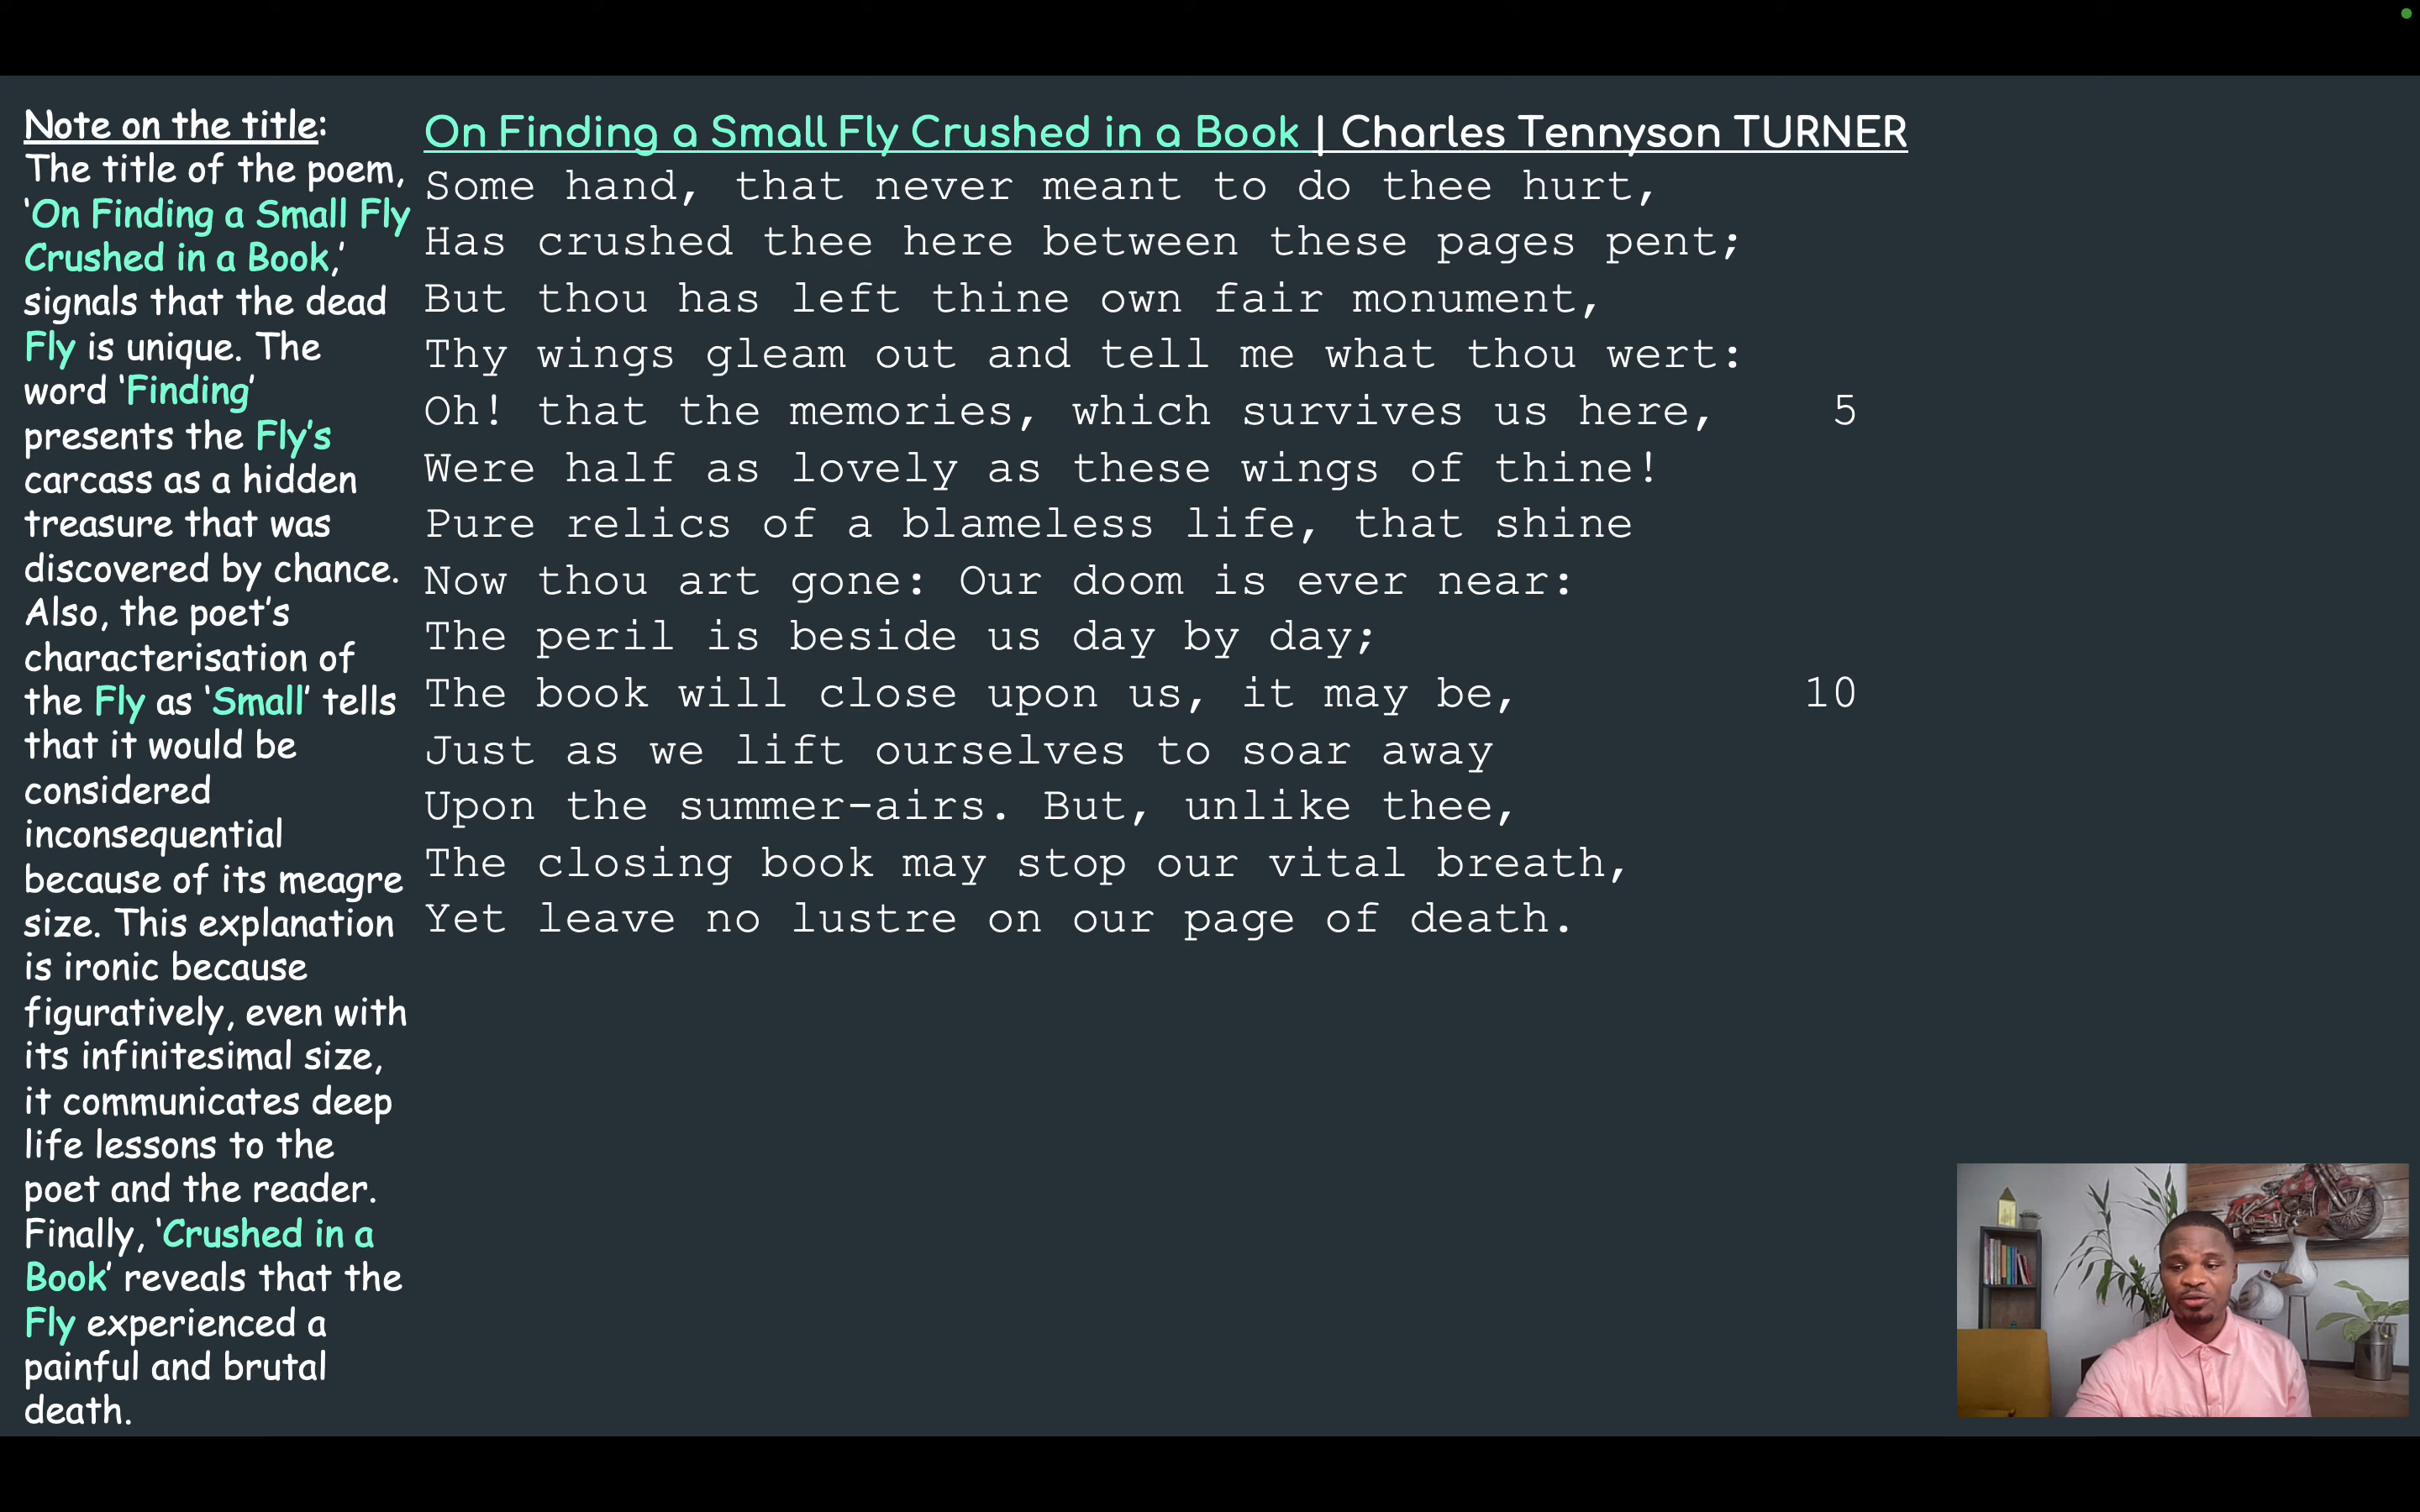 Note on the title:
The title of the poem,
‘On Finding a Small Fly
Crushed in a Book,’
signals that the dead
Fly is unique. The
word ‘Finding’
presents the Fly’s
carcass as a hidden
treasure that was
discovered by chance.
Also, the poet’s
characterisation of
the Fly as ‘Small’ tells
that it would be
considered
inconsequential
because of its meagre
size. This explanation
is ironic because
figuratively, even with
its infinitesimal size,
it communicates deep
life lessons to the
poet and the reader.
Finally, ‘Crushed in a
Book’ reveals that the
Fly experienced a
painful and brutal
death.
On Finding a Small Fly Crushed in a Book | Charles Tennyson TURNER
Some hand, that never meant to do thee hurt,
Has crushed thee here between these pages pent;
But thou has left thine own fair monument,
Thy wings gleam out and tell me what thou wert:
Oh! that the memories, which survives us here, 5
Were half as lovely as these wings of thine!
Pure relics of a blameless life, that shine
Now thou art gone: Our doom is ever near:
The peril is beside us day by day;
The book will close upon us, it may be, 10
Just as we lift ourselves to soar away
Upon the summer-airs. But, unlike thee,
The closing book may stop our vital breath,
Yet leave no lustre on our page of death.